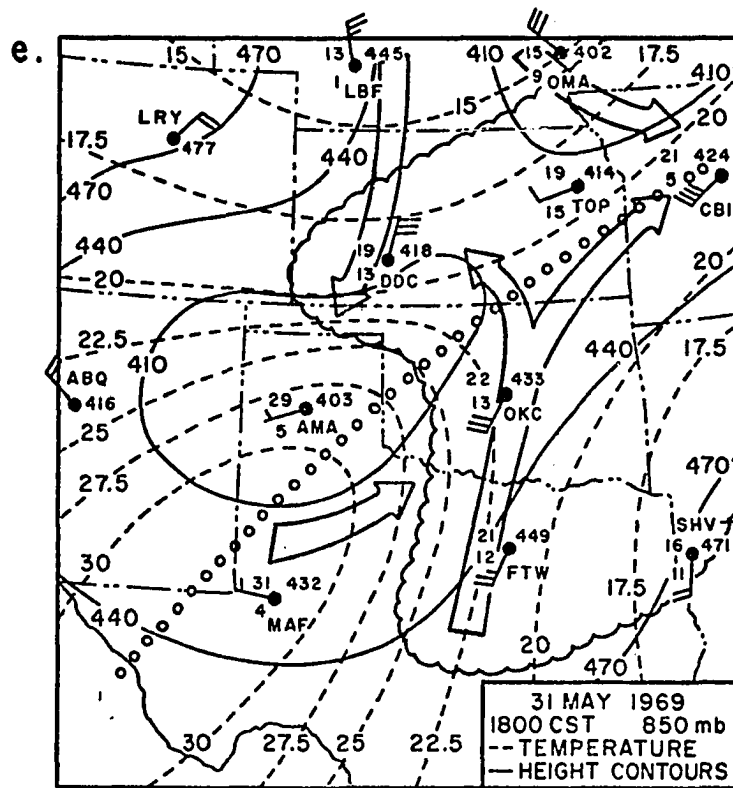 e.
15 470 13 445 410 15 402 17.5
1 LBF 9 OMA 410
LRY 15 20
17.5 477 440 19 414 21 424
470 15 TOP 5 CBI
440 19 418
20 13 DDC 20
22.5 440
410 17.5
ABQ 22 433
416 29 403 13 OKC
25 5 AMA
27.5 470
SHV
30 21 449 16 471
12 FTW 11
31 432 17.5
440 4 MAF
20
470
31 MAY 1969
30 27.5 25 22.5 1800 CST 850 mb
-- TEMPERATURE
— HEIGHT CONTOURS